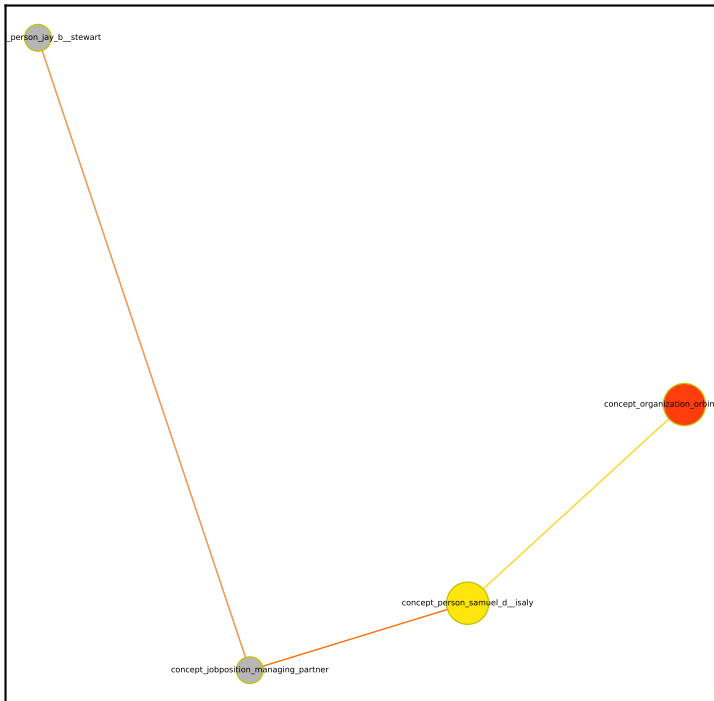 _person_jay_b__stewart
concept_organization_orbin
concept_person_samuel_d__isaly
concept_jobposition_managing_partner